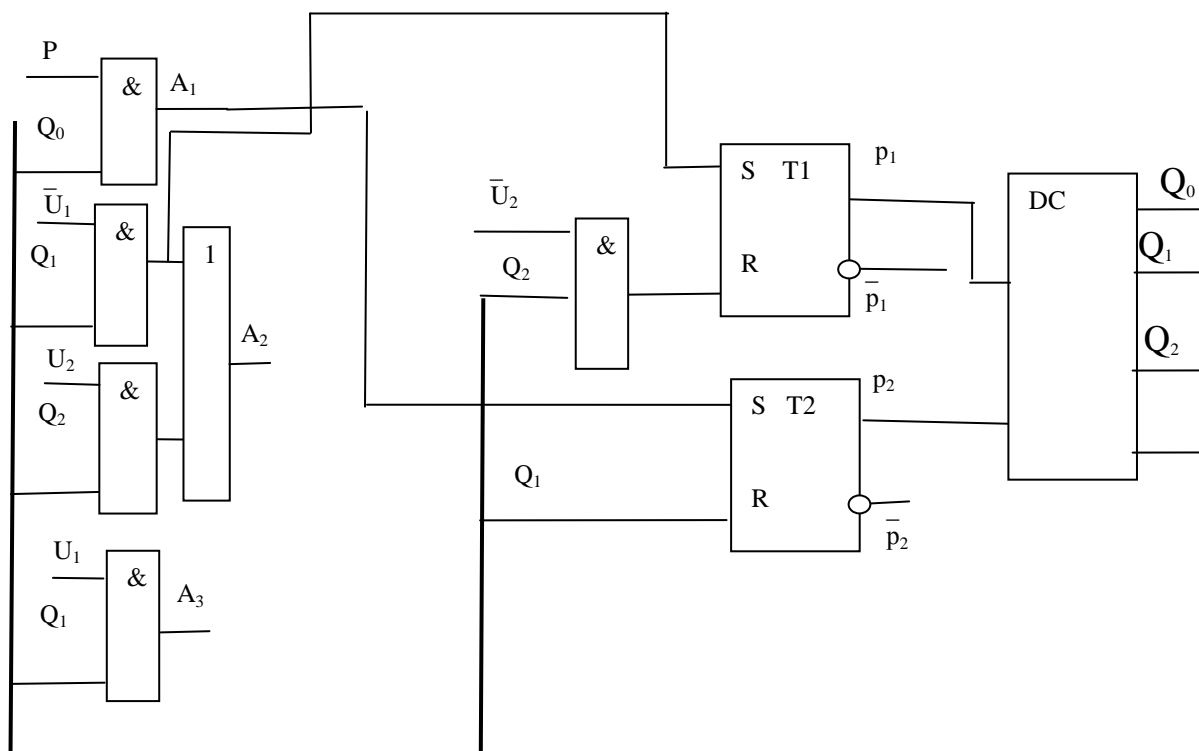 P
&
A₁
Q₀
U̅₁
&
Q₁
1
A₂
U₂
&
Q₂
U₁
&
Q₁
A₃
U̅₂
&
Q₂
S T1
R
p₁
p̅₁
Q₁
S T2
R
p₂
p̅₂
DC
Q₀
Q₁
Q₂